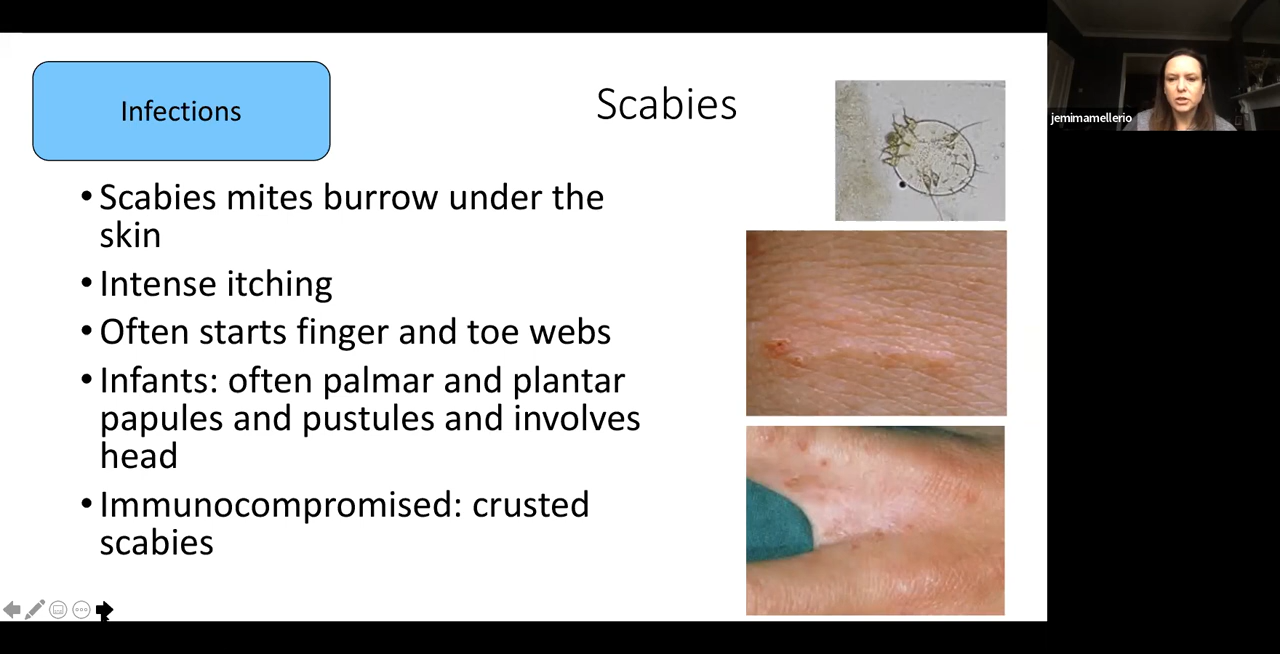 Infections
Scabies
jemimamellerio
• Scabies mites burrow under the
skin
• Intense itching
• Often starts finger and toe webs
• Infants: often palmar and plantar
papules and pustules and involves
head
• Immunocompromised: crusted
scabies